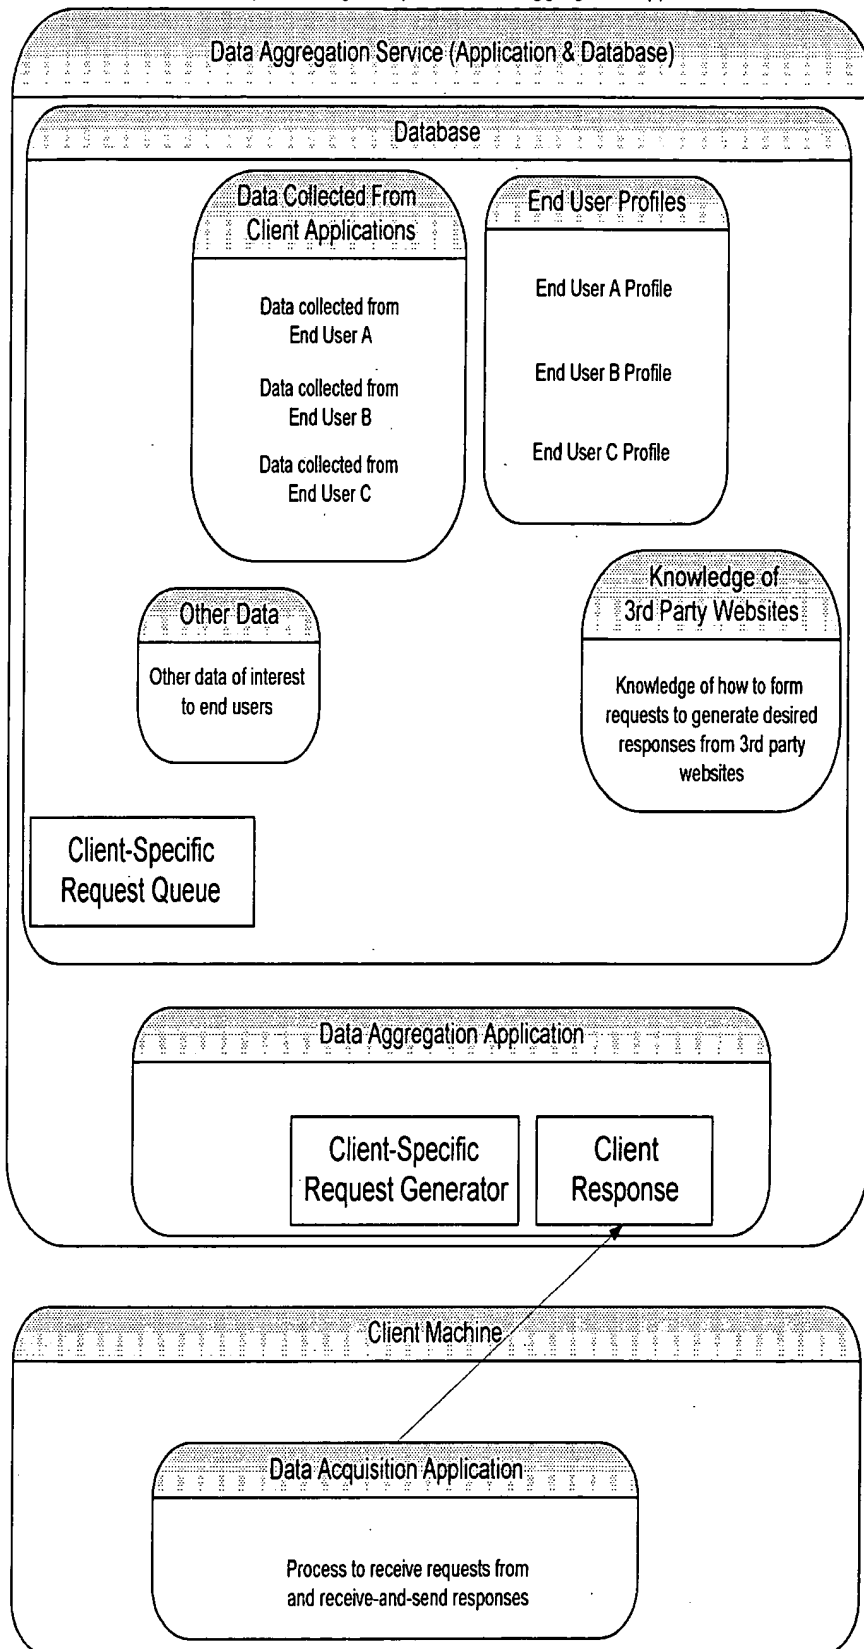 Data Aggregation Service (Application & Database)
Database
Data Collected From
Client Applications
Data collected from
End User A
Data collected from
End User B
Data collected from
End User C
End User Profiles
End User A Profile
End User B Profile
End User C Profile
Other Data
Other data of interest
to end users
Knowledge of
3rd Party Websites
Knowledge of how to form
requests to generate desired
responses from 3rd party
websites
Client-Specific
Request Queue
Data Aggregation Application
Client-Specific
Request Generator
Client
Response
Client Machine
Data Acquisition Application
Process to receive requests from
and receive-and-send responses